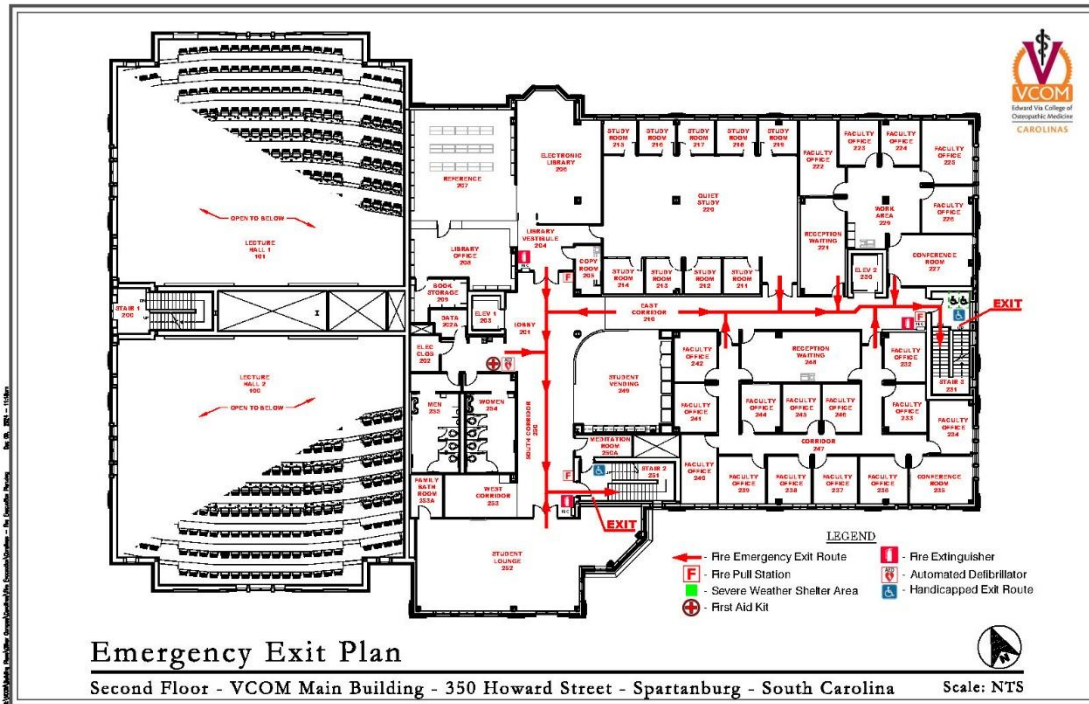 VCOM
Edward Via College of
Osteopathic Medicine
CAROLINAS
STUDY
ROOM
215
STUDY
ROOM
216
STUDY
ROOM
217
STUDY
ROOM
218
STUDY
ROOM
219
FACULTY
OFFICE
222
FACULTY
OFFICE
223
FACULTY
OFFICE
224
FACULTY
OFFICE
225
ELECTRONIC
LIBRARY
REFERENCE
207
QUIET
STUDY
220
WORK
AREA
FACULTY
OFFICE
OPEN TO BELOW
LECTURE
HALL 1
101
LIBRARY
VESTIBULE
204
LIBRARY
OFFICE
RECEPTION
WAITING
221
CONFERENCE
ROOM
227
COPY
ROOM
STUDY
ROOM
214
STUDY
ROOM
213
STUDY
ROOM
212
STUDY
ROOM
211
ELEV 2
BOOK
STORAGE
STAIR 1
200
DATA
202A
ELEV 1
203
LOBBY
201
EAST
CORRIDOR
EXIT
ELEC
CLOS
202
LECTURE
HALL 2
100
OPEN TO BELOW
STUDENT
VENDING
249
FACULTY
OFFICE
242
RECEPTION
WAITING
FACULTY
OFFICE
232
STAIR 3
231
MEN
WOMEN
254
SOUTH CORRIDOR
FACULTY
OFFICE
241
FACULTY
OFFICE
244
FACULTY
OFFICE
245
FACULTY
OFFICE
246
FACULTY
OFFICE
233
FACULTY
OFFICE
234
MEDITATION
ROOM
250A
CORRIDOR
247
STAIR 2
251
FACULTY
OFFICE
240
FACULTY
OFFICE
239
FACULTY
OFFICE
238
FACULTY
OFFICE
237
FACULTY
OFFICE
236
CONFERENCE
ROOM
235
FAMILY
BATH
ROOM
253A
WEST
CORRIDOR
253
EXIT
STUDENT
LOUNGE
252
LEGEND
- Fire Emergency Exit Route
F - Fire Pull Station
- Severe Weather Shelter Area
- First Aid Kit
- Fire Extinguisher
AED - Automated Defibrillator
- Handicapped Exit Route
Emergency Exit Plan
N
Second Floor - VCOM Main Building - 350 Howard Street - Spartanburg - South Carolina
Scale: NTS